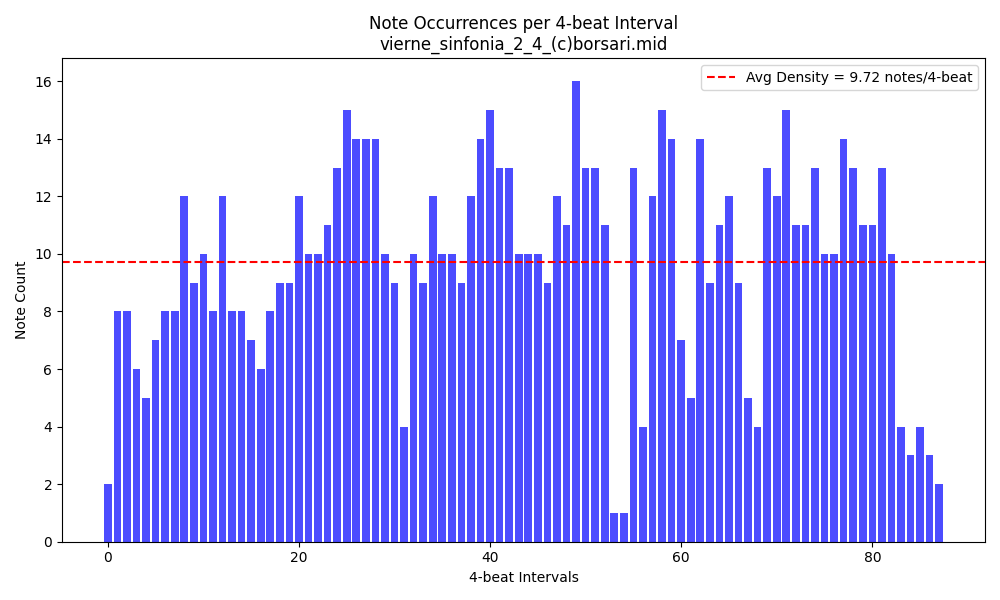 Note Occurrences per 4-beat Interval
vierne_sinfonia_2_4_(c)borsari.mid
Avg Density = 9.72 notes/4-beat
Note Count
16
14
12
10
8
6
4
2
0
0
20
40
60
80
4-beat Intervals